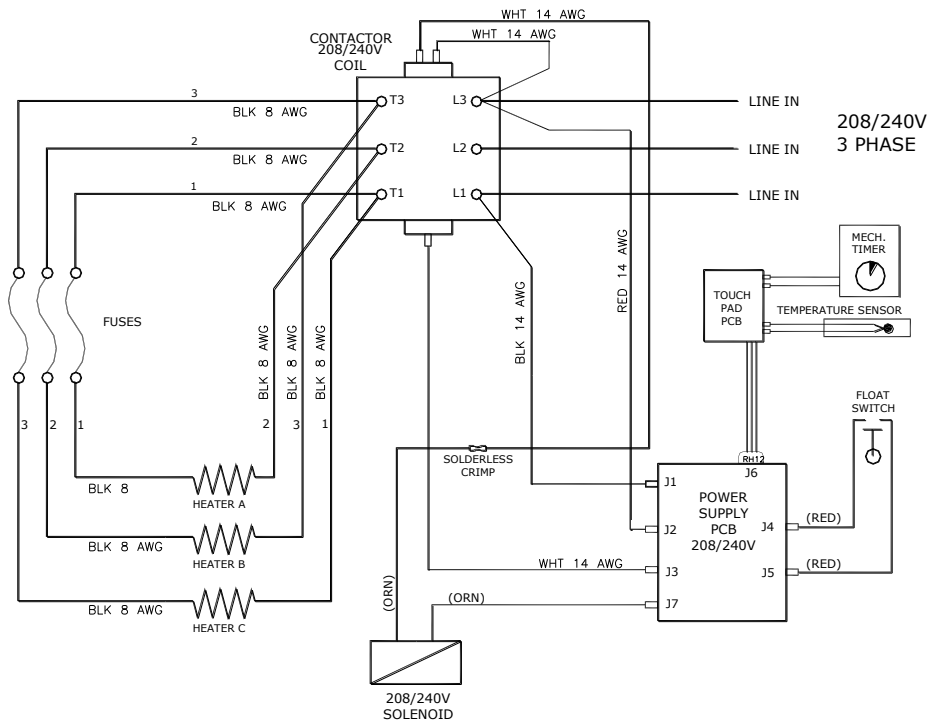 WHT 14 AWG
WHT 14 AWG
CONTACTOR
208/240V
COIL
3
BLK 8 AWG
T3
L3
LINE IN
208/240V
3 PHASE
2
BLK 8 AWG
T2
L2
LINE IN
1
BLK 8 AWG
T1
L1
LINE IN
MECH.
TIMER
TOUCH
PAD
PCB
TEMPERATURE SENSOR
FUSES
BLK 8 AWG
BLK 8 AWG
BLK 8 AWG
BLK 14 AWG
RED 14 AWG
FLOAT
SWITCH
3
2
1
2
3
1
SOLDERLESS
CRIMP
RH12
J6
BLK 8
HEATER A
J1
POWER
SUPPLY
PCB
208/240V
J2
J4
(RED)
BLK 8 AWG
HEATER B
WHT 14 AWG
J3
J5
(RED)
(ORN)
(ORN)
J7
BLK 8 AWG
HEATER C
208/240V
SOLENOID